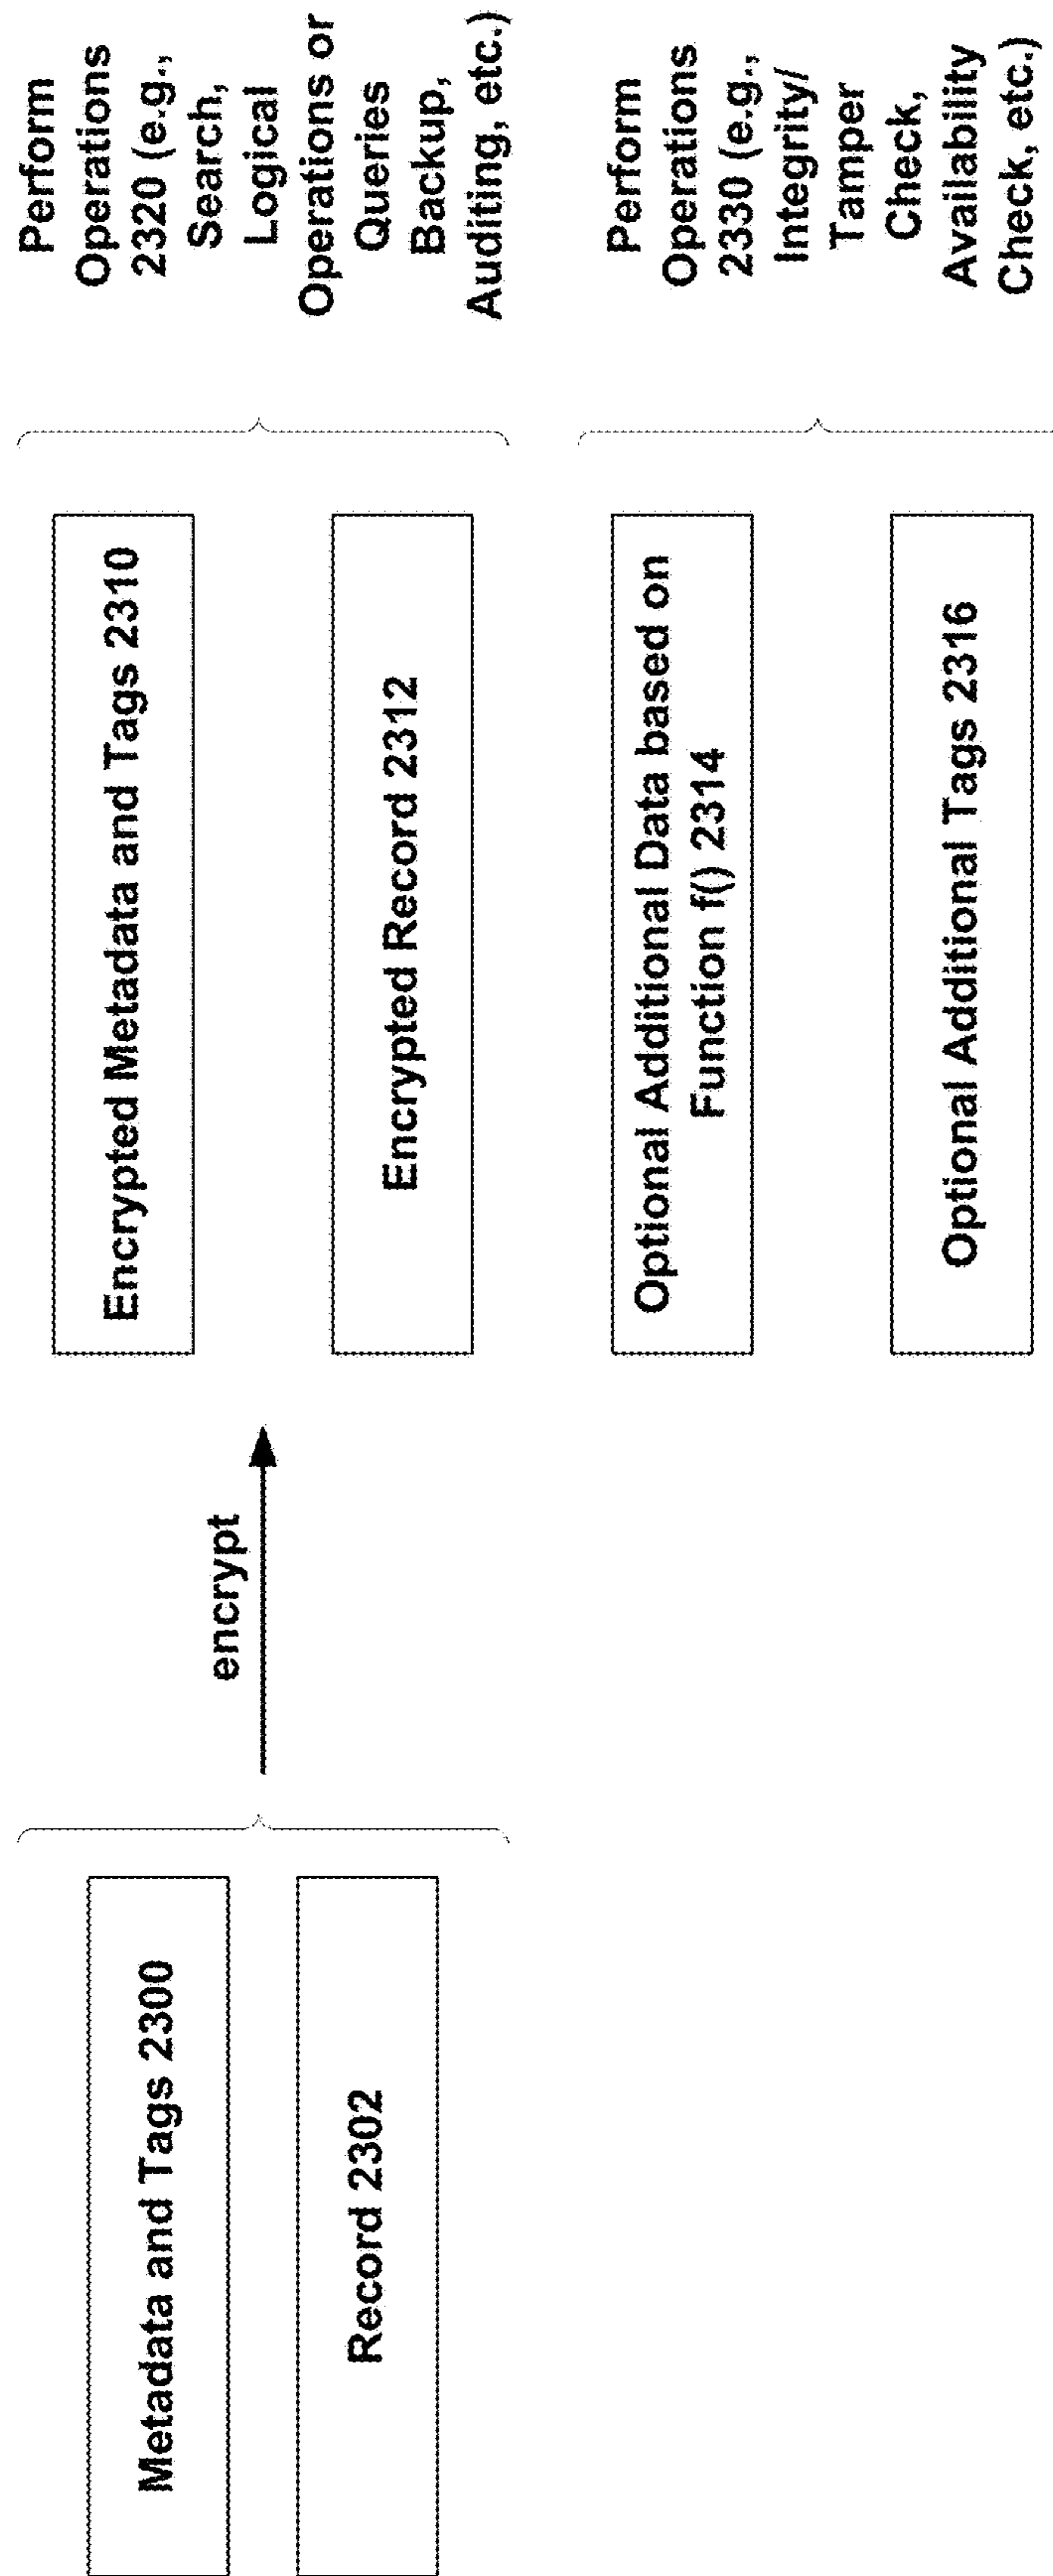 Metadata and Tags 2300
Record 2302
encrypt
Encrypted Metadata and Tags 2310
Encrypted Record 2312
Optional Additional Data based on
Function f() 2314
Optional Additional Tags 2316
Perform
Operations
2320 (e.g.,
Search,
Logical
Operations or
Queries
Backup,
Auditing, etc.)
Perform
Operations
2330 (e.g.,
Integrity/
Tamper
Check,
Availability
Check, etc.)